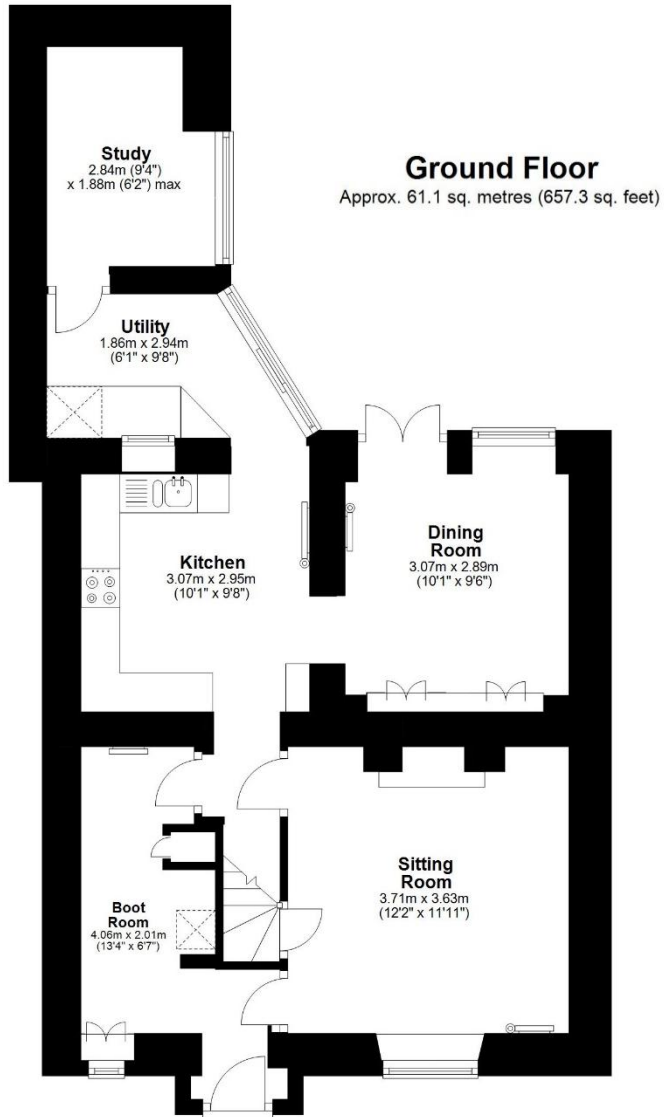 Ground Floor
Approx. 61.1 sq. metres (657.3 sq. feet)
Study
2.84m (9'4")
x 1.88m (6'2") max
Utility
1.86m x 2.94m
(6'1" x 9'8")
Kitchen
3.07m x 2.95m
(10'1" x 9'8")
Dining
Room
3.07m x 2.89m
(10'1" x 9'6")
Sitting
Room
3.71m x 3.63m
(12'2" x 11'11")
Boot
Room
4.06m x 2.01m
(13'4" x 6'7")